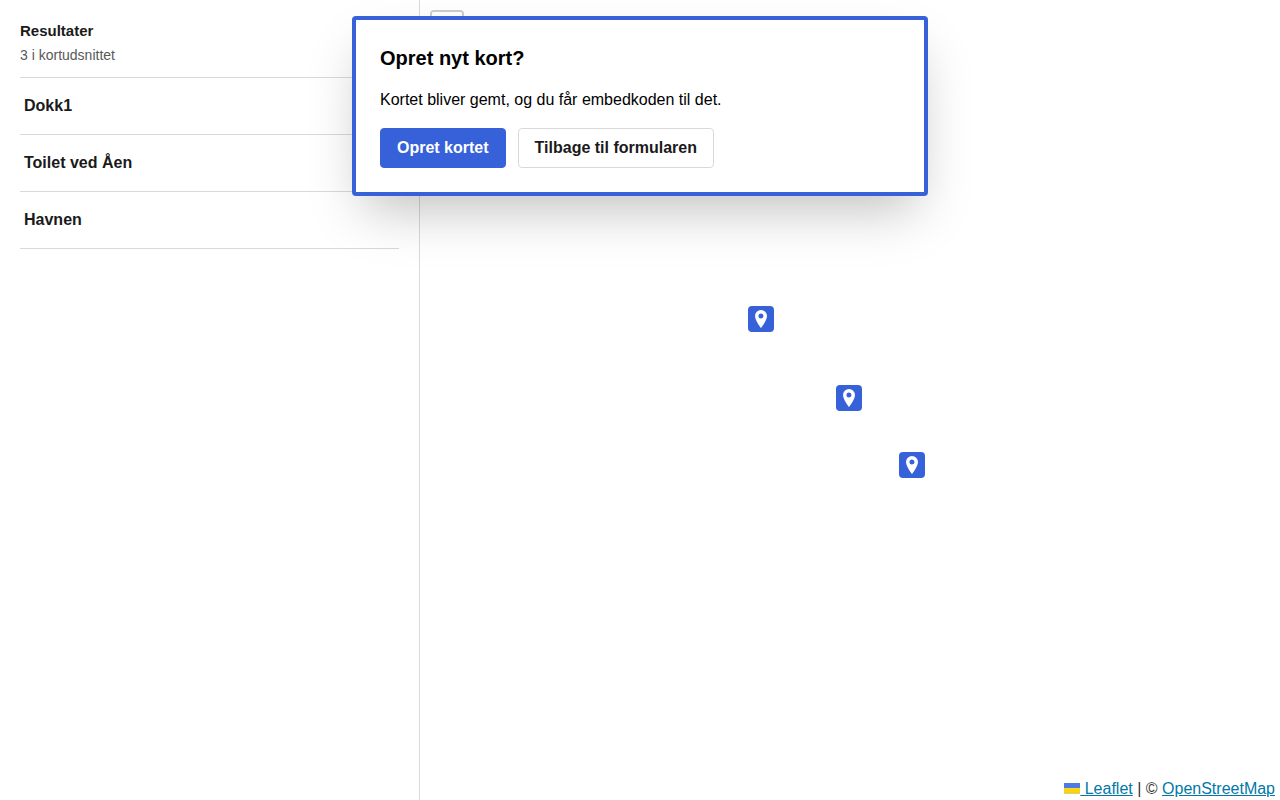 Resultater
3 i kortudsnittet
Dokk1
Toilet ved Åen
Havnen
Opret nyt kort?
Kortet bliver gemt, og du får embedkoden til det.
Opret kortet
Tilbage til formularen
Leaflet | © OpenStreetMap